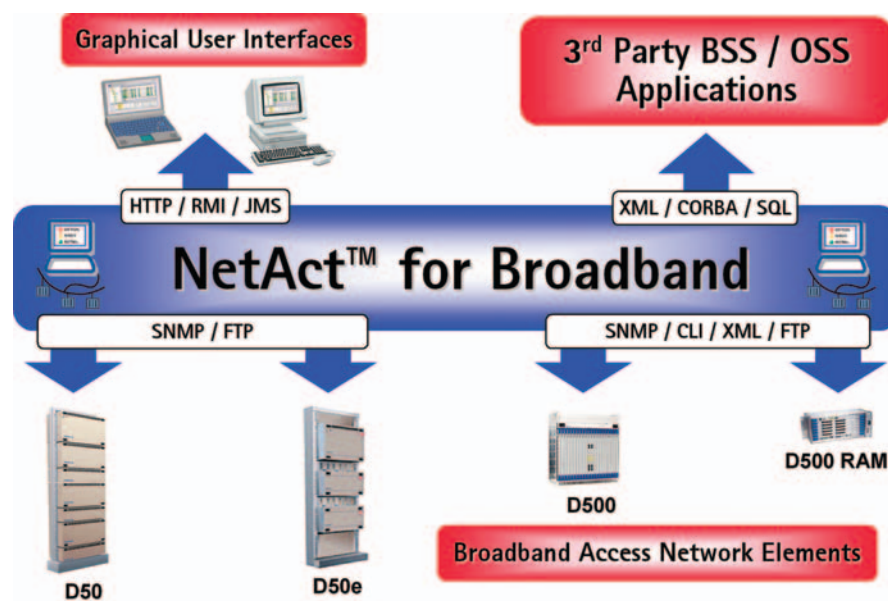 Graphical User Interfaces
3rd Party BSS / OSS
Applications
HTTP / RMI / JMS
XML / CORBA / SQL
NetAct™ for Broadband
SNMP / FTP
SNMP / CLI / XML / FTP
D50
D50e
D500
D500 RAM
Broadband Access Network Elements